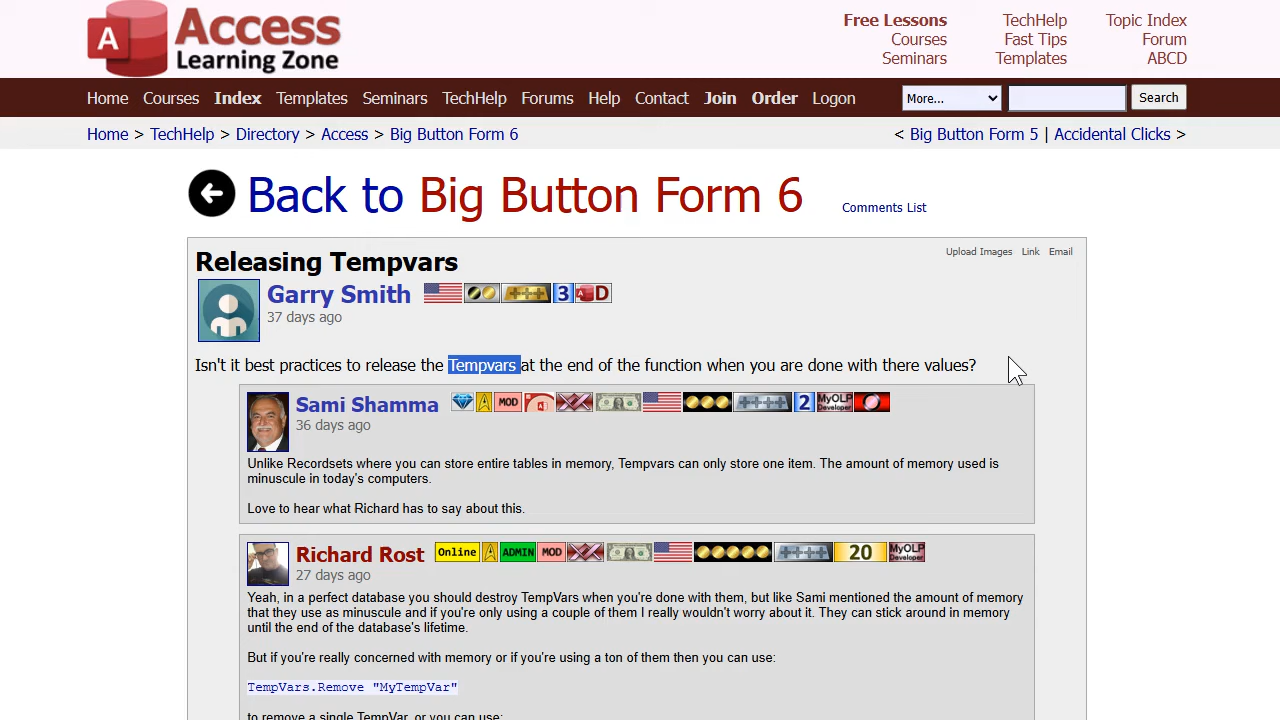 A Access
Learning Zone
Free Lessons TechHelp Topic Index
Courses Fast Tips Forum
Seminars Templates ABCD
Home Courses Index Templates Seminars TechHelp Forums Help Contact Join Order Logon More... Search
Home > TechHelp > Directory > Access > Big Button Form 6 < Big Button Form 5 | Accidental Clicks >
Back to Big Button Form 6 Comments List
Releasing Tempvars Upload Images Link Email
Garry Smith ++++ 3 A D
37 days ago
Isn't it best practices to release the Tempvars at the end of the function when you are done with there values?
Sami Shamma MOD ++++ 2 MyOLP Developer
36 days ago
Unlike Recordsets where you can store entire tables in memory, Tempvars can only store one item. The amount of memory used is
minuscule in today's computers.
Love to hear what Richard has to say about this.
Richard Rost Online ADMIN MOD ++++ 20 MyOLP Developer
27 days ago
Yeah, in a perfect database you should destroy TempVars when you're done with them, but like Sami mentioned the amount of memory
that they use as minuscule and if you're only using a couple of them I really wouldn't worry about it. They can stick around in memory
until the end of the database's lifetime.
But if you're really concerned with memory or if you're using a ton of them then you can use:
TempVars.Remove "MyTempVar"
to remove a single TempVar, or you can use: